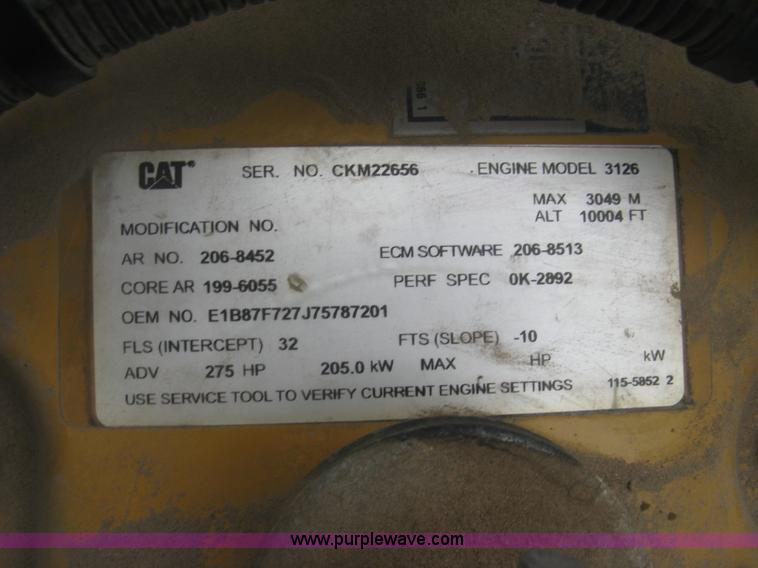 086 1
CAT® SER. NO. CKM22656 ENGINE MODEL 3126
MAX 3049 M
MODIFICATION NO. ALT 10004 FT
AR NO. 206-8452 ECM SOFTWARE 206-8513
CORE AR 199-6055 PERF SPEC 0K-2892
OEM NO. E1B87F727J75787201
FLS (INTERCEPT) 32 FTS (SLOPE) -10
ADV 275 HP 205.0 kW MAX HP kW
USE SERVICE TOOL TO VERIFY CURRENT ENGINE SETTINGS 115-5852 2
www.purplewave.com